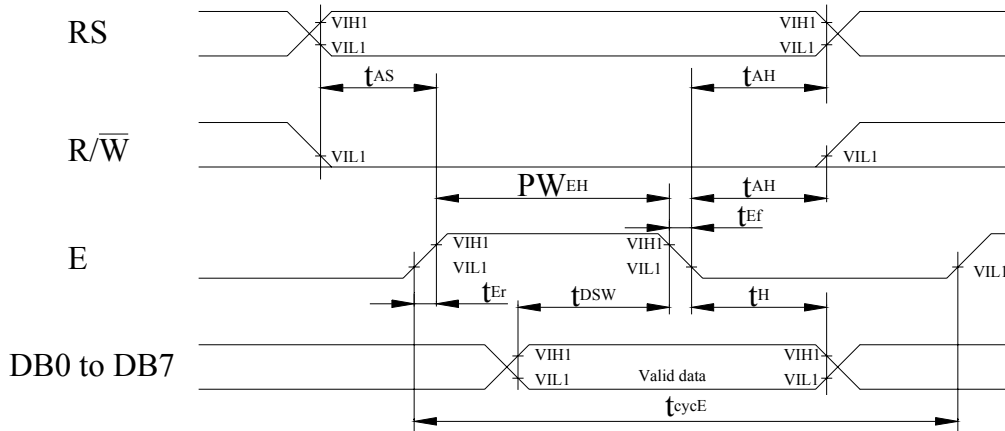 RS
VIH1
VIL1
VIH1
VIL1
tAS
tAH
R/W̅
VIL1
VIL1
PWEH
tAH
tEf
E
VIH1
VIL1
VIH1
VIL1
VIL1
tEr
tDSW
tH
DB0 to DB7
VIH1
VIL1
Valid data
VIH1
VIL1
tcycE